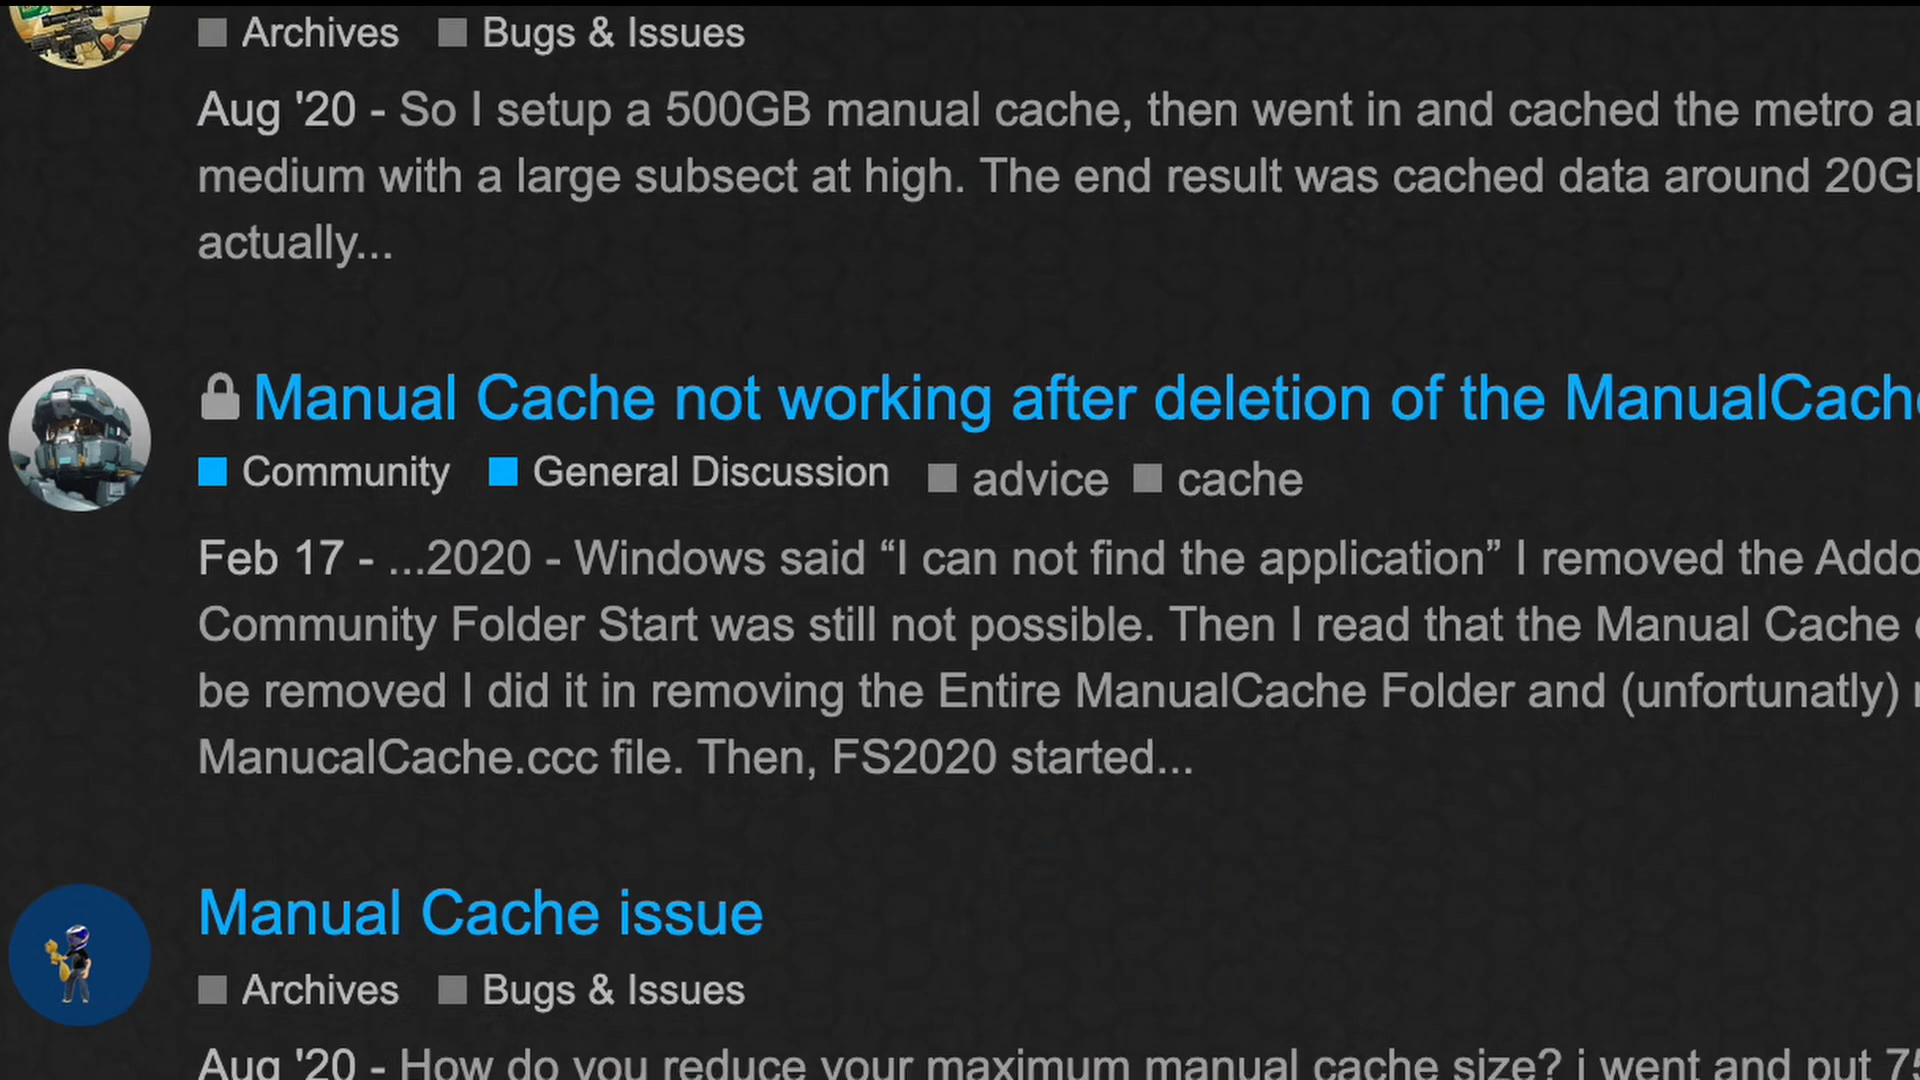 Archives Bugs & Issues
Aug '20 - So I setup a 500GB manual cache, then went in and cached the metro
medium with a large subsect at high. The end result was cached data around
actually...
Manual Cache not working after deletion of the
Community General Discussion advice cache
Feb 17 - ...2020 - Windows said “I can not find the application” I removed the
Community Folder Start was still not possible. Then I read that the Manual Cache
be removed I did it in removing the Entire ManualCache Folder and (unfortunatly)
ManucalCache.ccc file. Then, FS2020 started...
Manual Cache issue
Archives Bugs & Issues
Aug '20 - How do you reduce your maximum manual cache size? i went and put